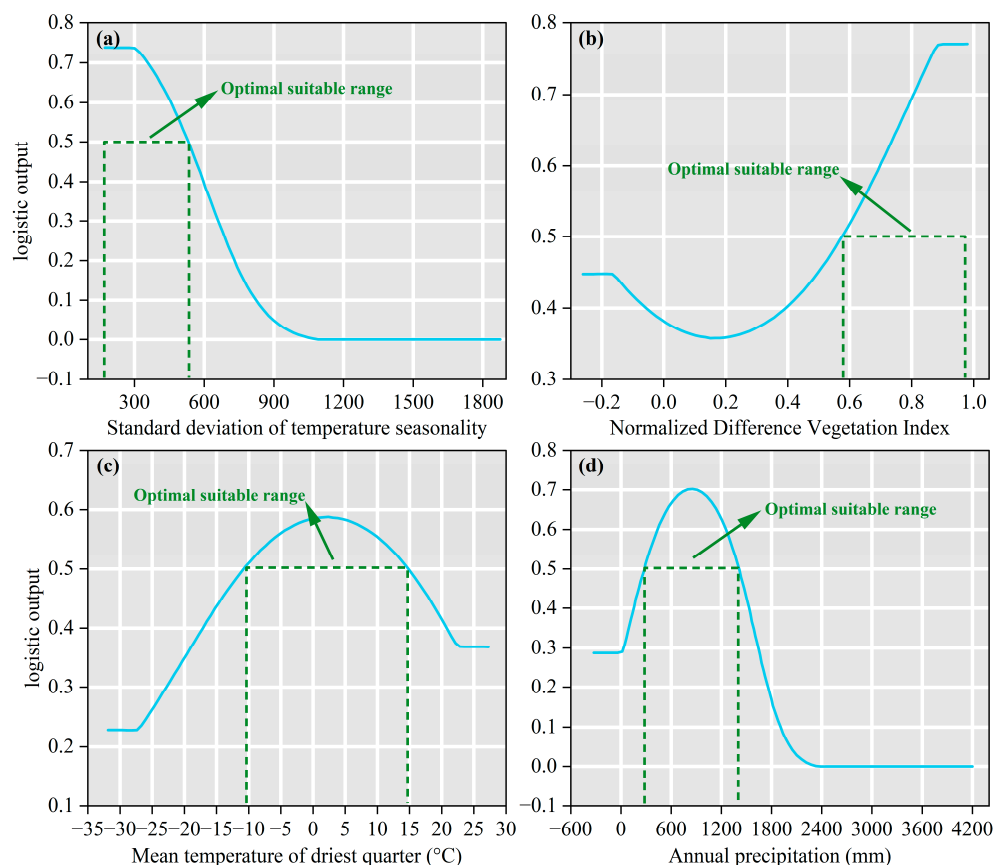 (a)
Optimal suitable range
logistic output
0.8
0.7
0.6
0.5
0.4
0.3
0.2
0.1
0.0
−0.1
300 600 900 1200 1500 1800
Standard deviation of temperature seasonality
(b)
Optimal suitable range
0.8
0.7
0.6
0.5
0.4
0.3
−0.2 0.0 0.2 0.4 0.6 0.8 1.0
Normalized Difference Vegetation Index
(c)
Optimal suitable range
logistic output
0.7
0.6
0.5
0.4
0.3
0.2
0.1
−35 −30 −25 −20 −15 −10 −5 0 5 10 15 20 25 30
Mean temperature of driest quarter (°C)
(d)
Optimal suitable range
0.8
0.7
0.6
0.5
0.4
0.3
0.2
0.1
0.0
−0.1
−600 0 600 1200 1800 2400 3000 3600 4200
Annual precipitation (mm)